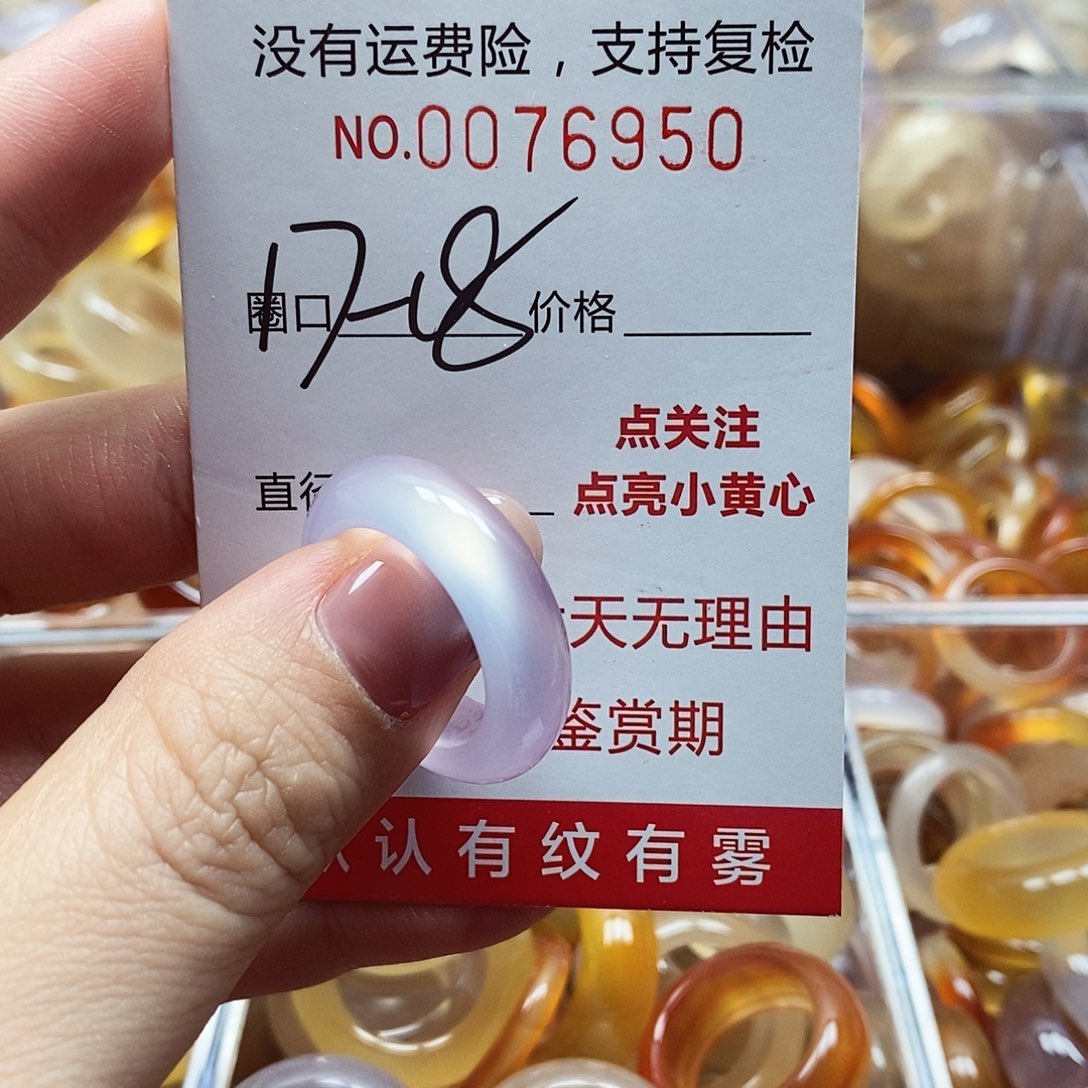 没有运费险，支持复检
NO.0076950
圈口 17-18 价格
点关注
直径 点亮小黄心
天无理由
鉴赏期
认有纹有雾